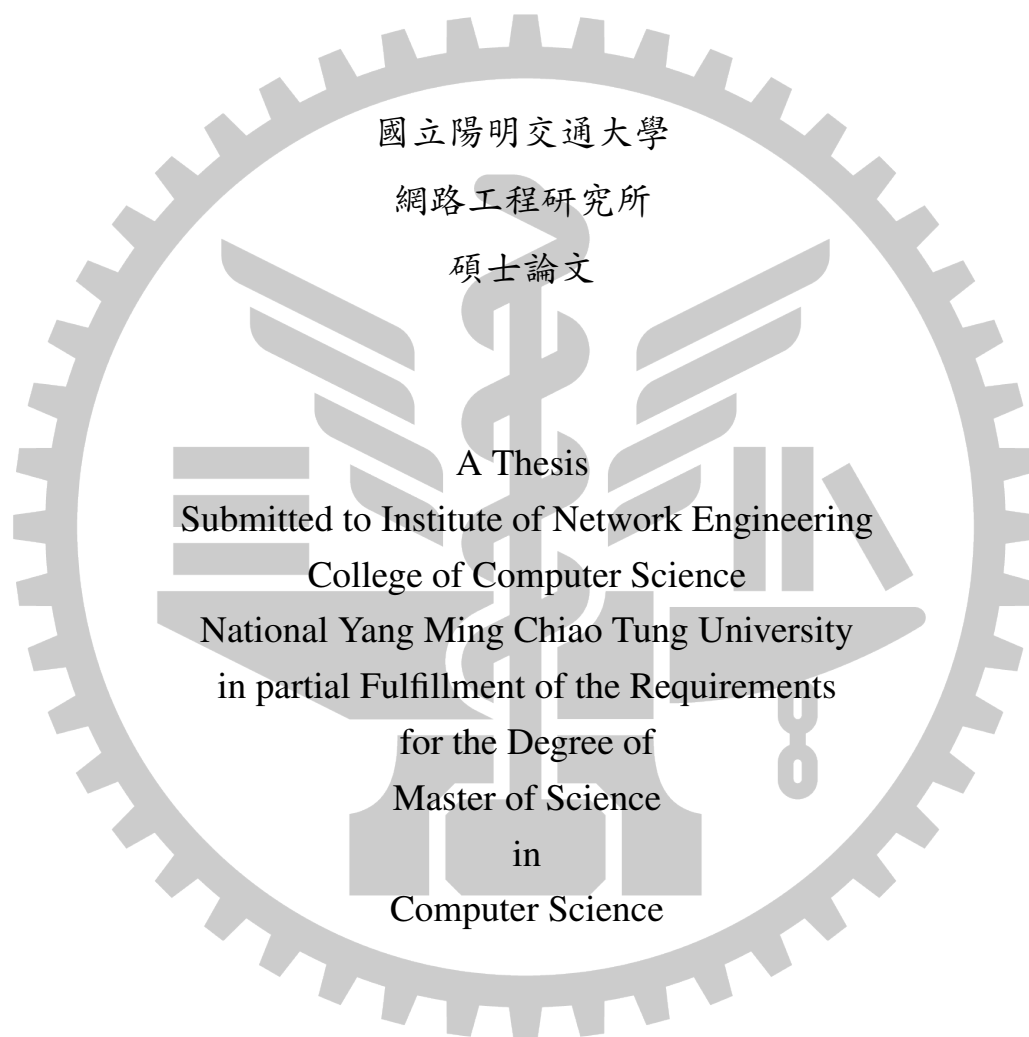 國立陽明交通大學
網路工程研究所
碩士論文
A Thesis
Submitted to Institute of Network Engineering
College of Computer Science
National Yang Ming Chiao Tung University
in partial Fulfillment of the Requirements
for the Degree of
Master of Science
in
Computer Science